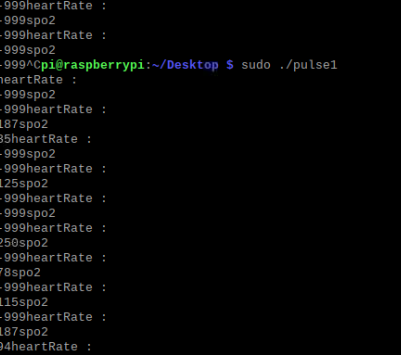 -999heartRate :
-999spo2
-999heartRate :
-999spo2
-999^Cpi@raspberrypi:~/Desktop $ sudo ./pulse1
heartRate :
-999spo2
-999heartRate :
187spo2
35heartRate :
-999spo2
-999heartRate :
125spo2
-999heartRate :
-999spo2
-999heartRate :
250spo2
-999heartRate :
78spo2
-999heartRate :
115spo2
-999heartRate :
187spo2
94heartRate :